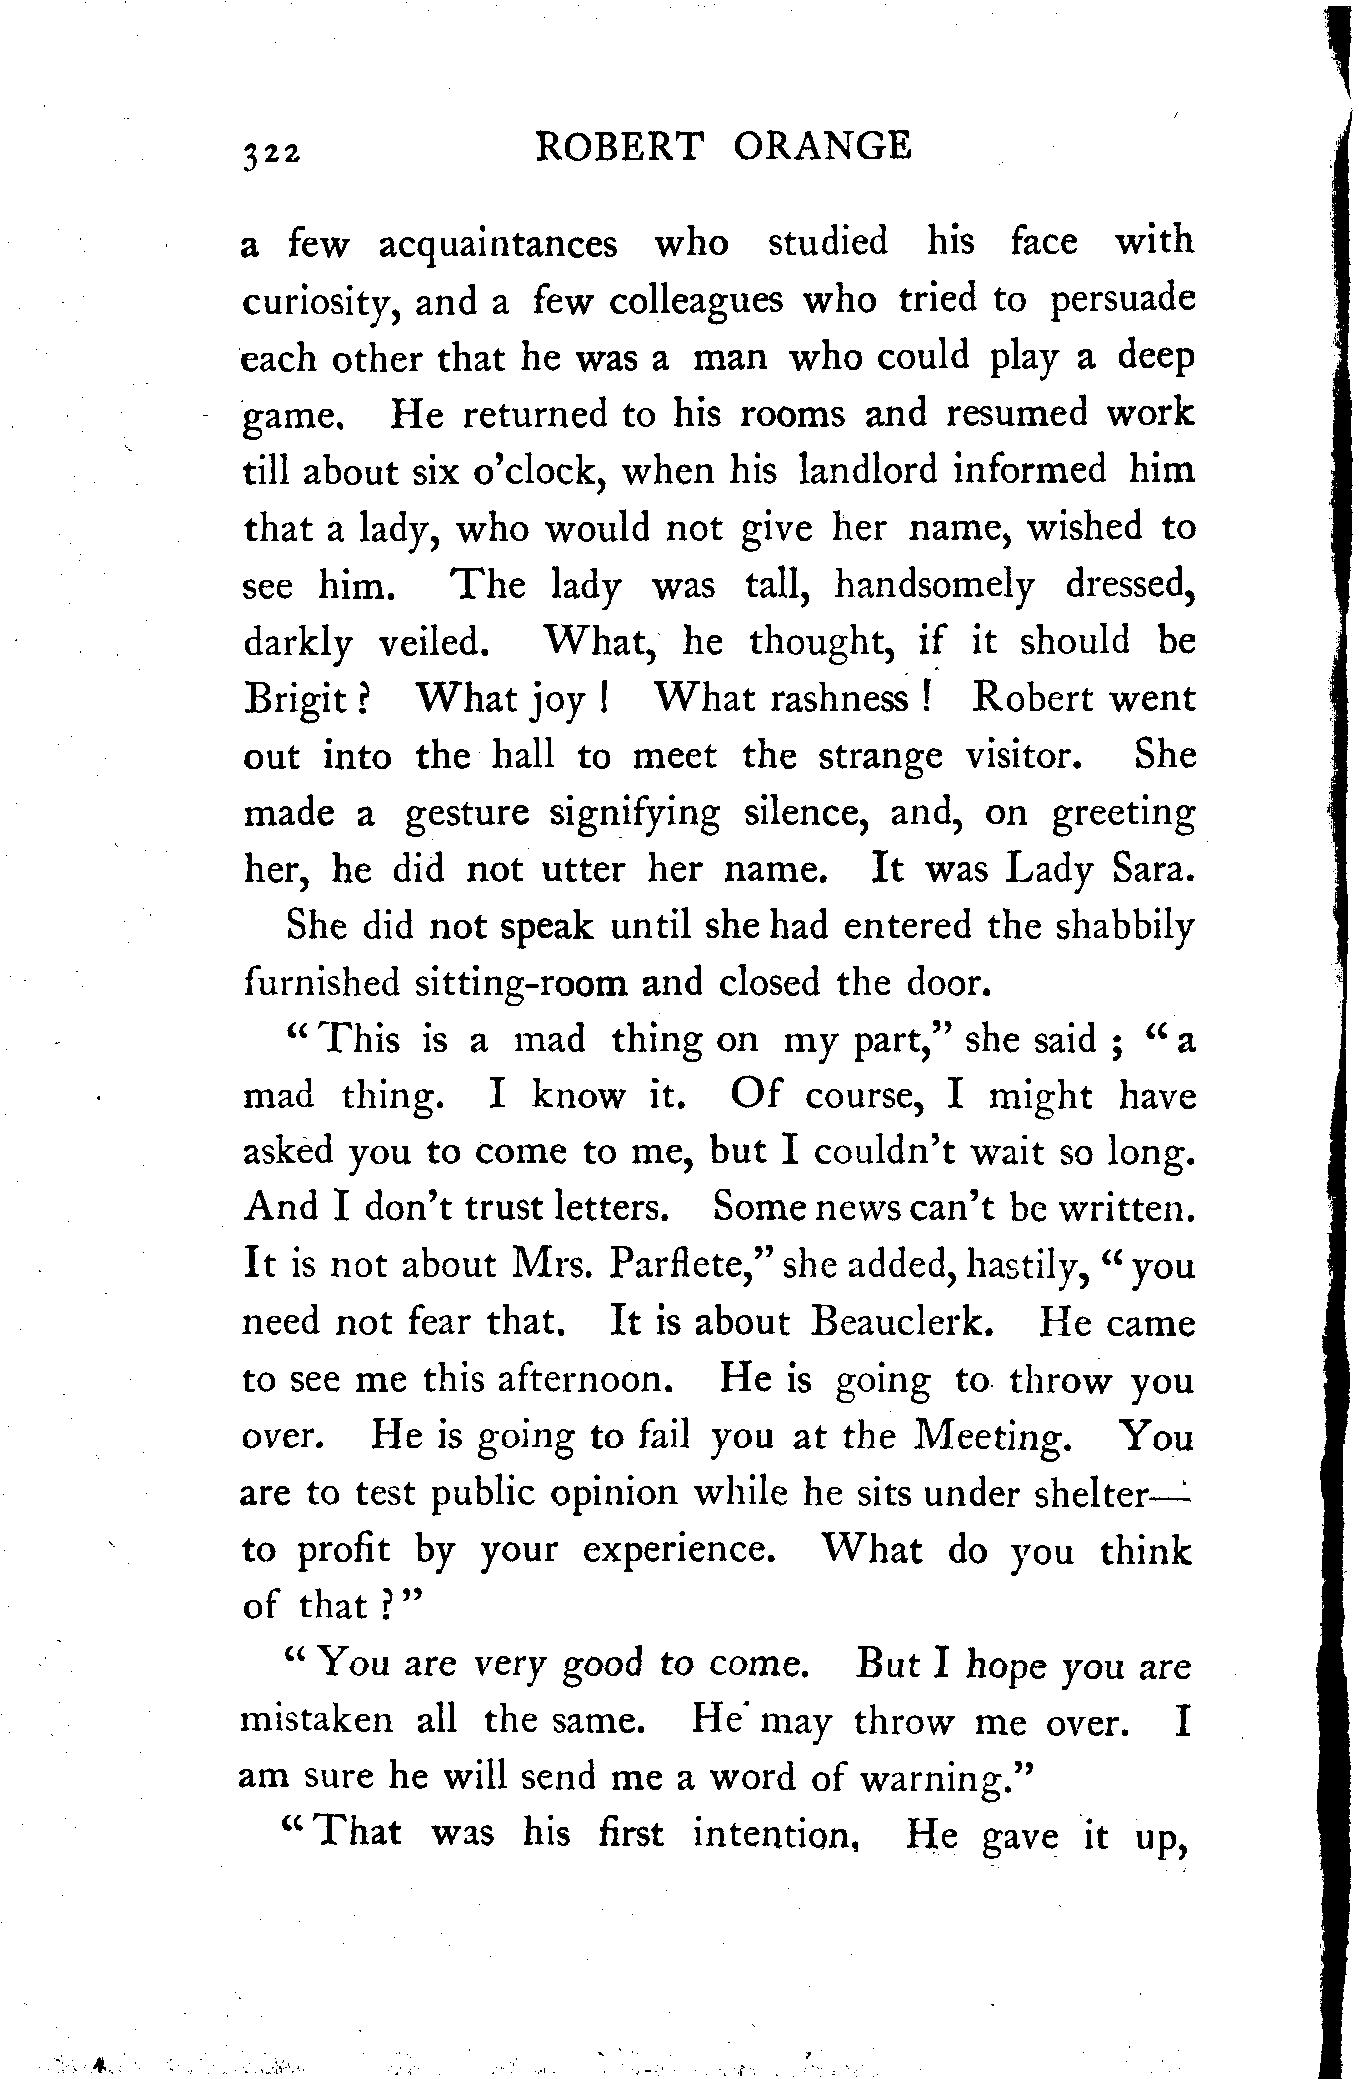 322 ROBERT ORANGE
a few acquaintances who studied his face with
curiosity, and a few colleagues who tried to persuade
each other that he was a man who could play a deep
game. He returned to his rooms and resumed work
till about six o'clock, when his landlord informed him
that a lady, who would not give her name, wished to
see him. The lady was tall, handsomely dressed,
darkly veiled. What, he thought, if it should be
Brigit ? What joy ! What rashness ! Robert went
out into the hall to meet the strange visitor. She
made a gesture signifying silence, and, on greeting
her, he did not utter her name. It was Lady Sara.
She did not speak until she had entered the shabbily
furnished sitting-room and closed the door.
“ This is a mad thing on my part,” she said ; “ a
mad thing. I know it. Of course, I might have
asked you to come to me, but I couldn't wait so long.
And I don't trust letters. Some news can't be written.
It is not about Mrs. Parflete,” she added, hastily, “ you
need not fear that. It is about Beauclerk. He came
to see me this afternoon. He is going to throw you
over. He is going to fail you at the Meeting. You
are to test public opinion while he sits under shelter—
to profit by your experience. What do you think
of that ? ”
“ You are very good to come. But I hope you are
mistaken all the same. He may throw me over. I
am sure he will send me a word of warning.”
“ That was his first intention, He gave it up,